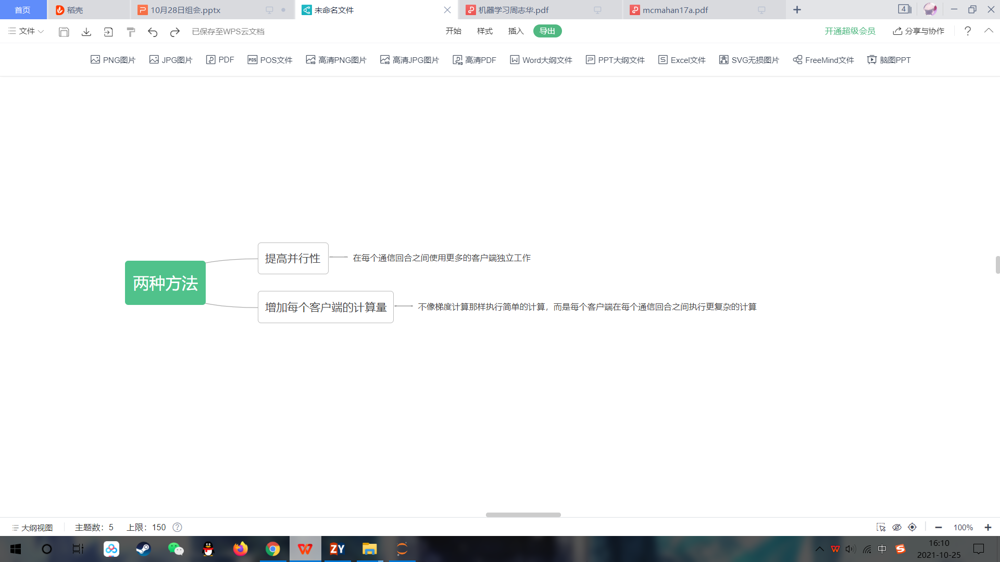 首页 稻壳 10月28日组会.pptx 未命名文件 机器学习周志华.pdf mcmahan17a.pdf 4
文件 已保存至WPS云文档 开始 样式 插入 导出 开通超级会员 分享与协作
PNG图片 JPG图片 PDF POS文件 高清PNG图片 高清JPG图片 高清PDF Word大纲文件 PPT大纲文件 Excel文件 SVG无损图片 FreeMind文件 脑图PPT
提高并行性 在每个通信回合之间使用更多的客户端独立工作
两种方法
增加每个客户端的计算量 不像梯度计算那样执行简单的计算，而是每个客户端在每个通信回合之间执行更复杂的计算
大纲视图 主题数：5 上限：150 100%
ZY 中 16:10
2021-10-25